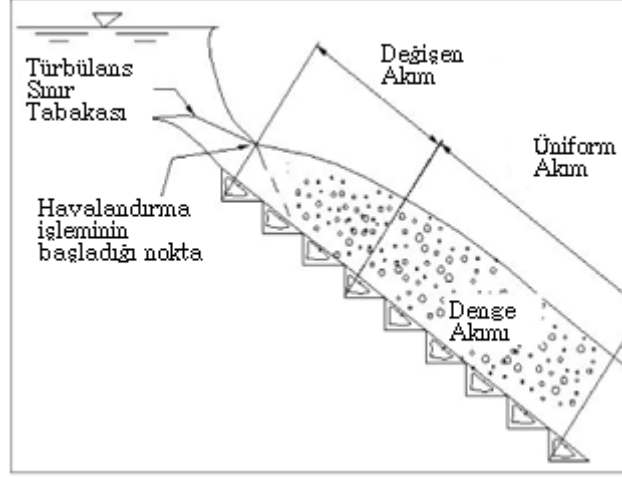 Değişen
Akım
Türbülans
Sınır
Tabakası
Üniform
Akım
Havalandırma
işleminin
başladığı nokta
Denge
Akımı